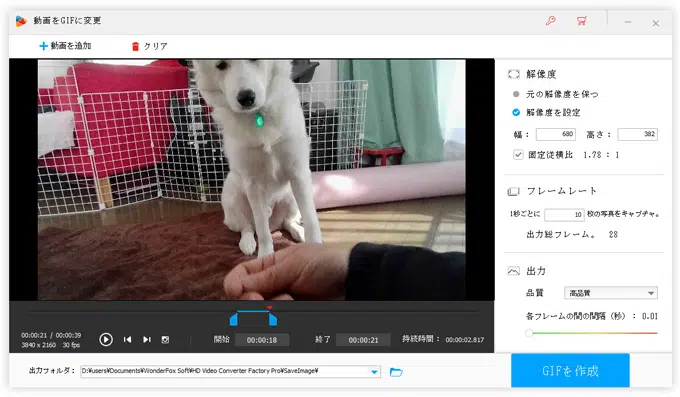 動画をGIFに変更
動画を追加 クリア
解像度
元の解像度を保つ
解像度を設定
幅： 680 高さ： 382
固定従横比 1.78 : 1
フレームレート
1秒ごとに 10 枚の写真をキャプチャ。
出力総フレーム。 28
出力
品質 高品質
各フレームの間の間隔（秒）： 0.01
00:00:21 / 00:00:39
3840 x 2160 30 fps
開始 00:00:18 終了 00:00:21 持続時間： 00:00:02.817
出力フォルダ： D:¥users¥Documents¥WonderFox Soft¥HD Video Converter Factory Pro¥SaveImage¥
GIFを作成